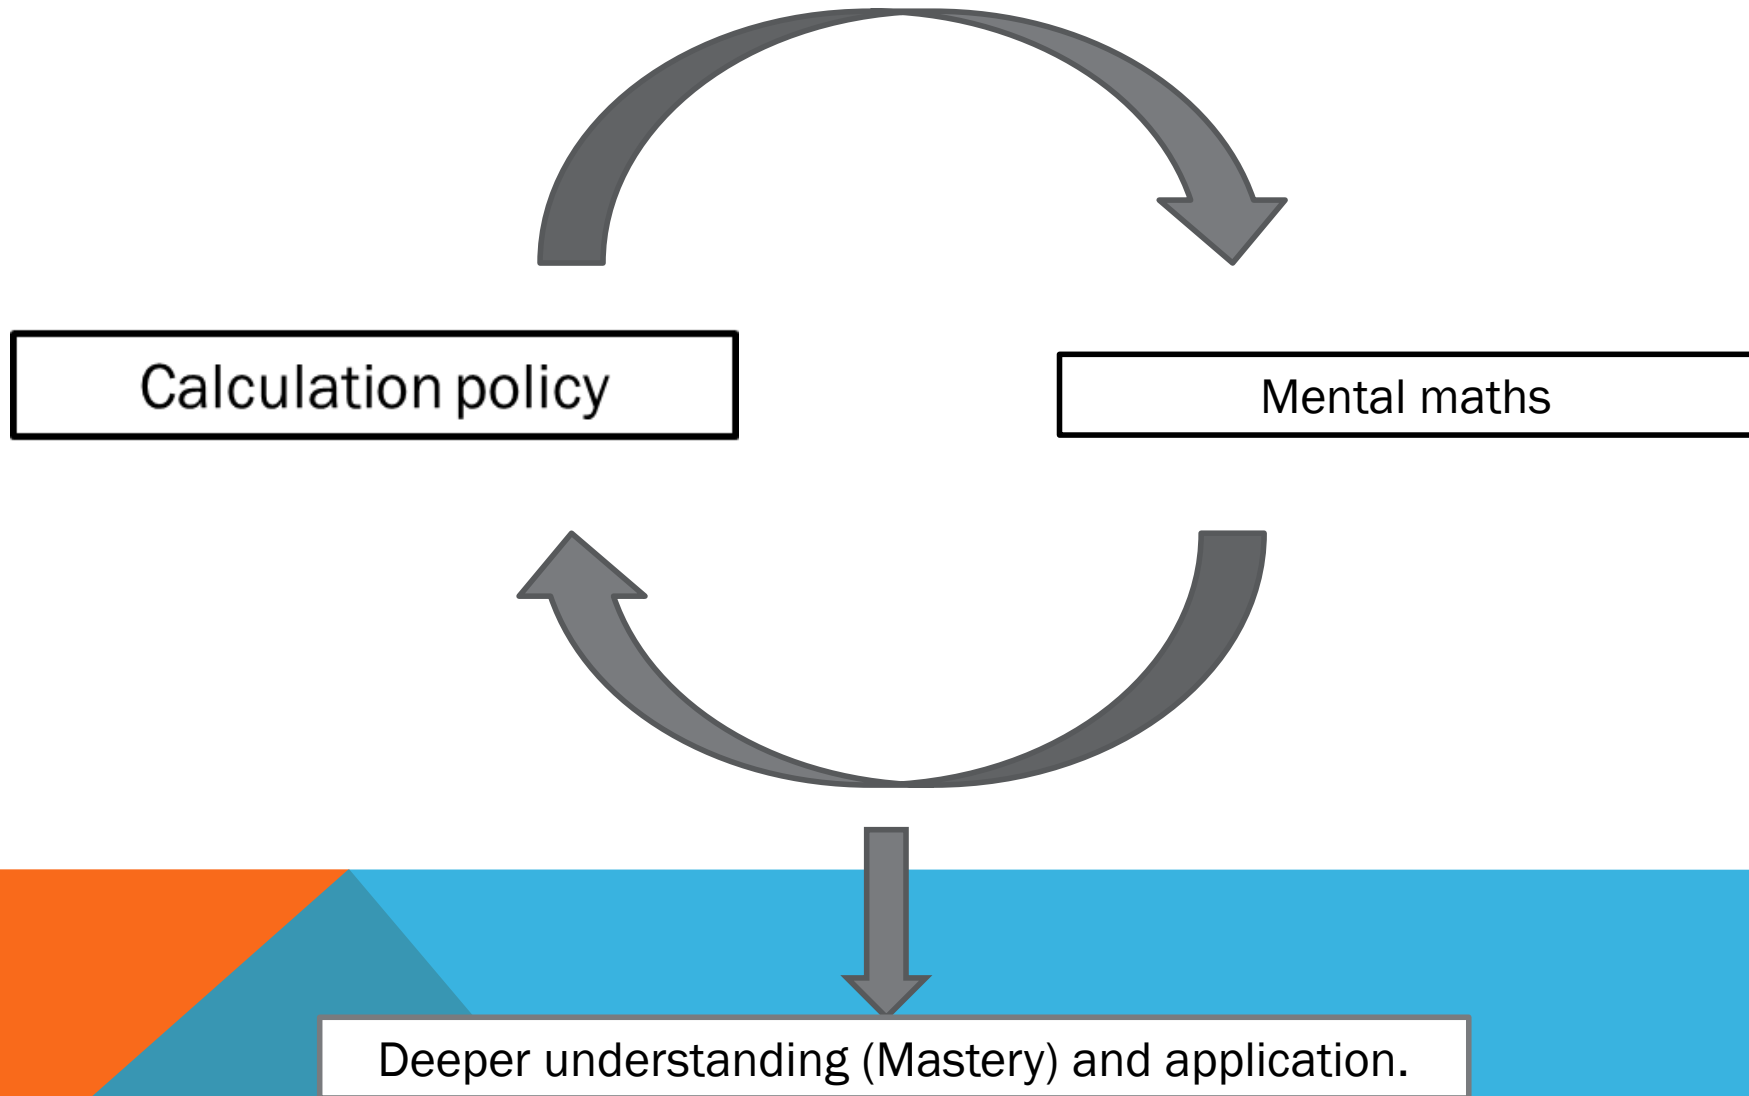 Calculation policy
Mental maths
Deeper understanding (Mastery) and application.